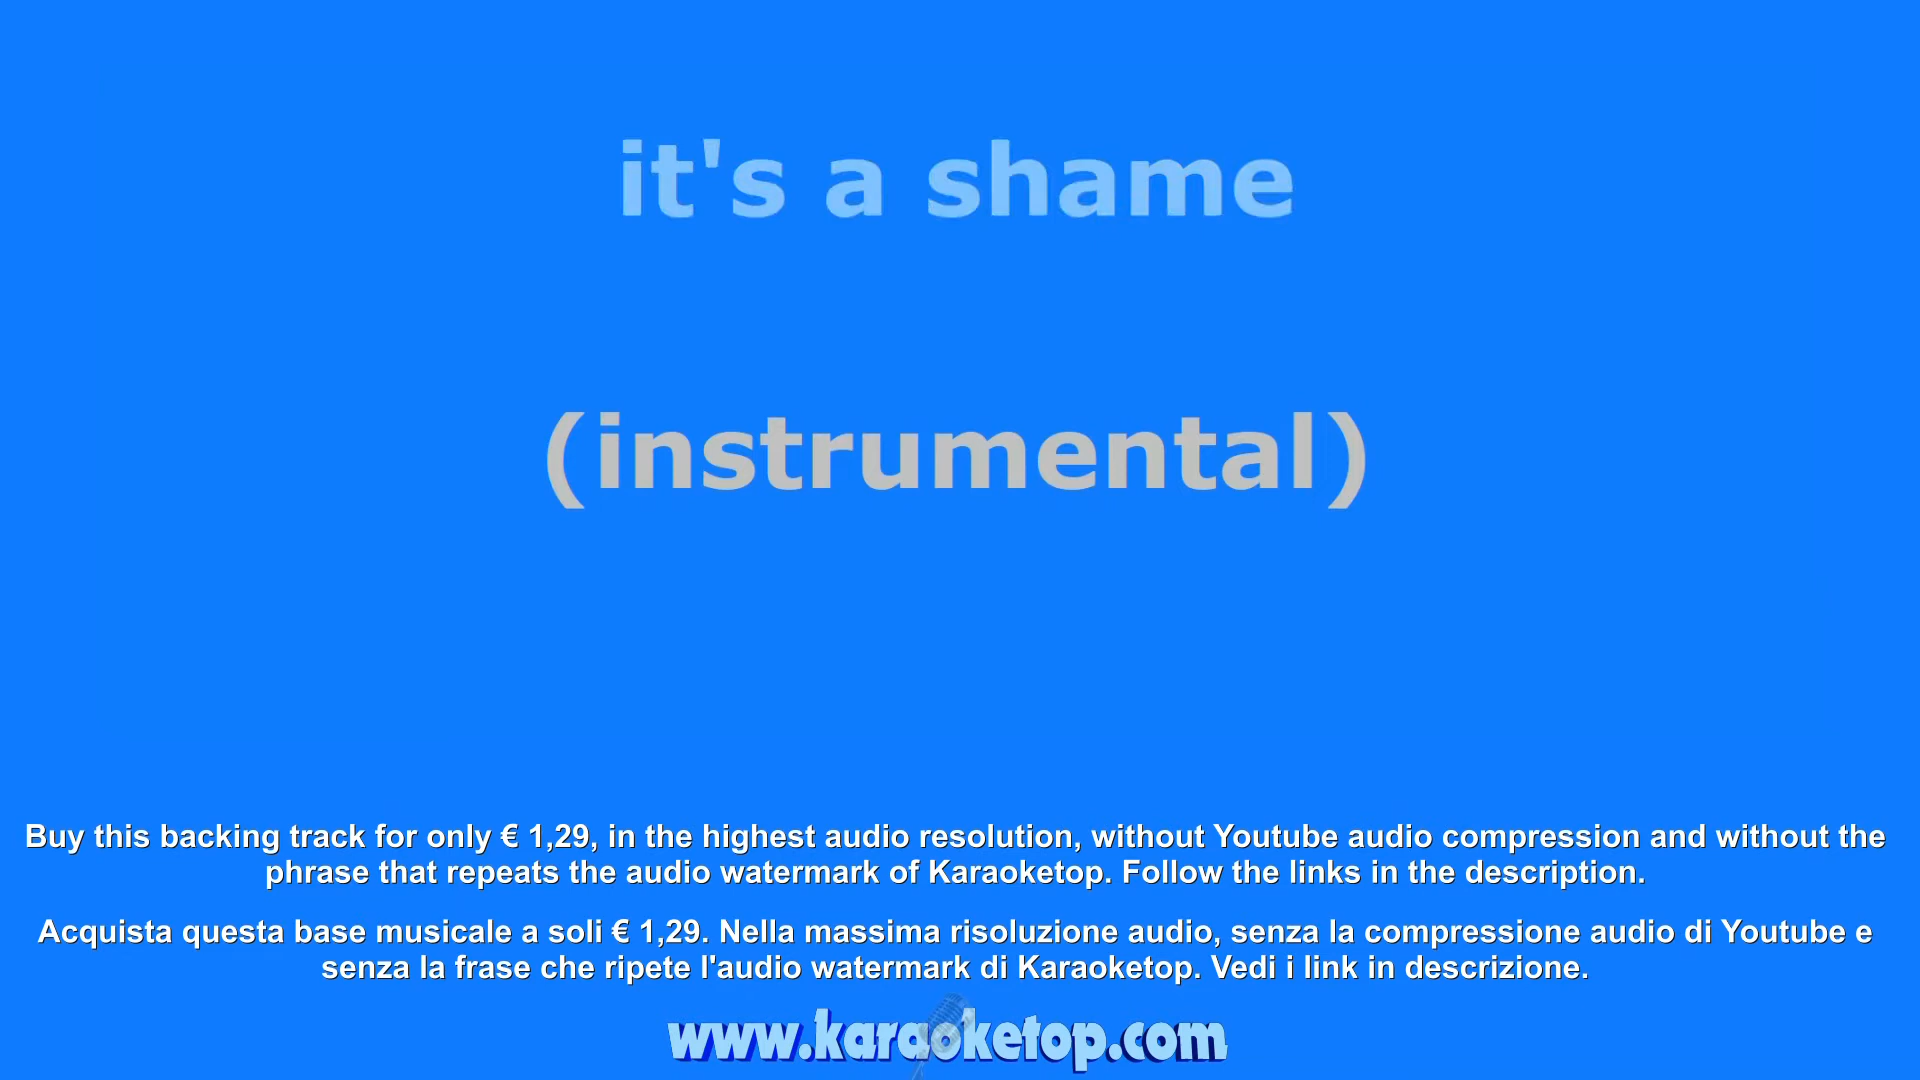 it's a shame
(instrumental)
Buy this backing track for only € 1,29, in the highest audio resolution, without Youtube audio compression and without the
phrase that repeats the audio watermark of Karaoketop. Follow the links in the description.
Acquista questa base musicale a soli € 1,29. Nella massima risoluzione audio, senza la compressione audio di Youtube e
senza la frase che ripete l'audio watermark di Karaoketop. Vedi i link in descrizione.
www.karaoketop.com